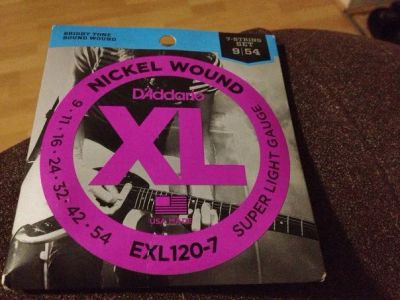 BRIGHT TONE
ROUND WOUND
7-STRING
SET
9|54
NICKEL WOUND
D'Addario
XL
9·11·16·24·32·42·54
USA MADE
EXL120-7
SUPER LIGHT GAUGE